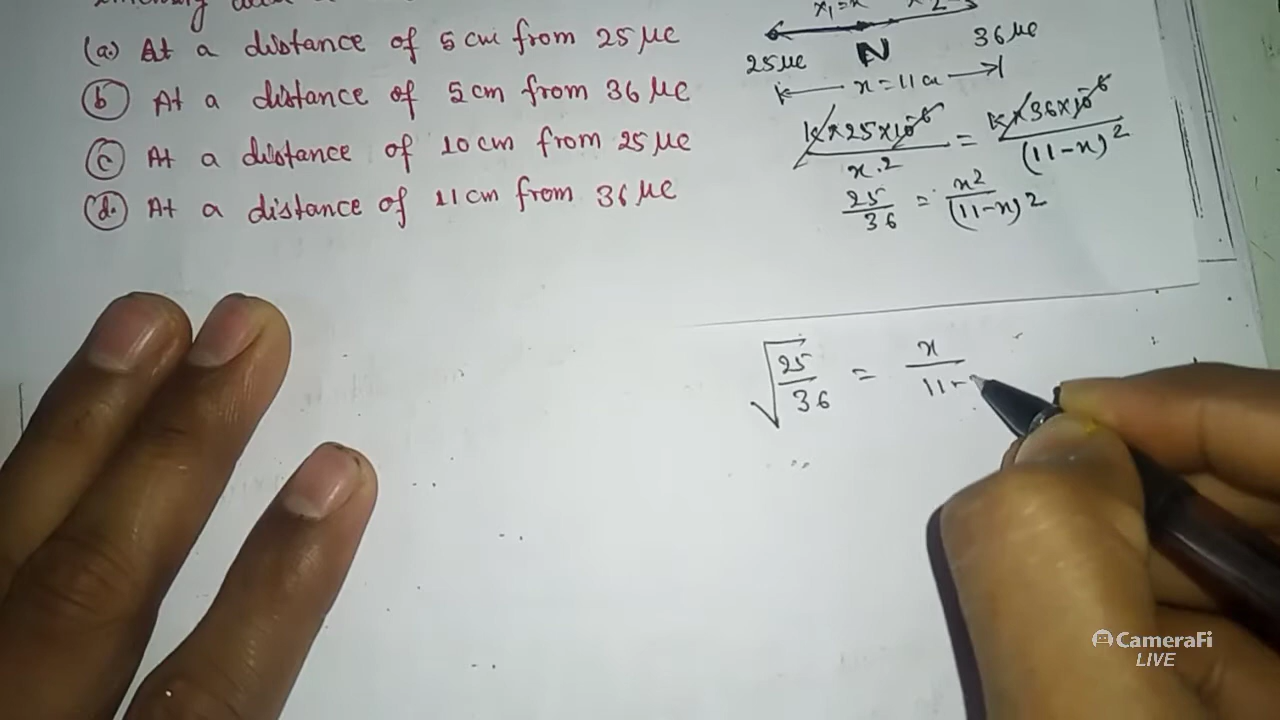 (a) At a distance of 5 cm from 25 μc
(b) At a distance of 5 cm from 36 μc
(c) At a distance of 10 cm from 25 μc
(d) At a distance of 11 cm from 36 μc
x₁=x
25μc N 36μc
x = 11 cm
k×25×10⁻⁶ / x² = k×36×10⁻⁶ / (11-x)²
25/36 = x²/(11-x)²
√25/36 = x/11-
CameraFi
LIVE